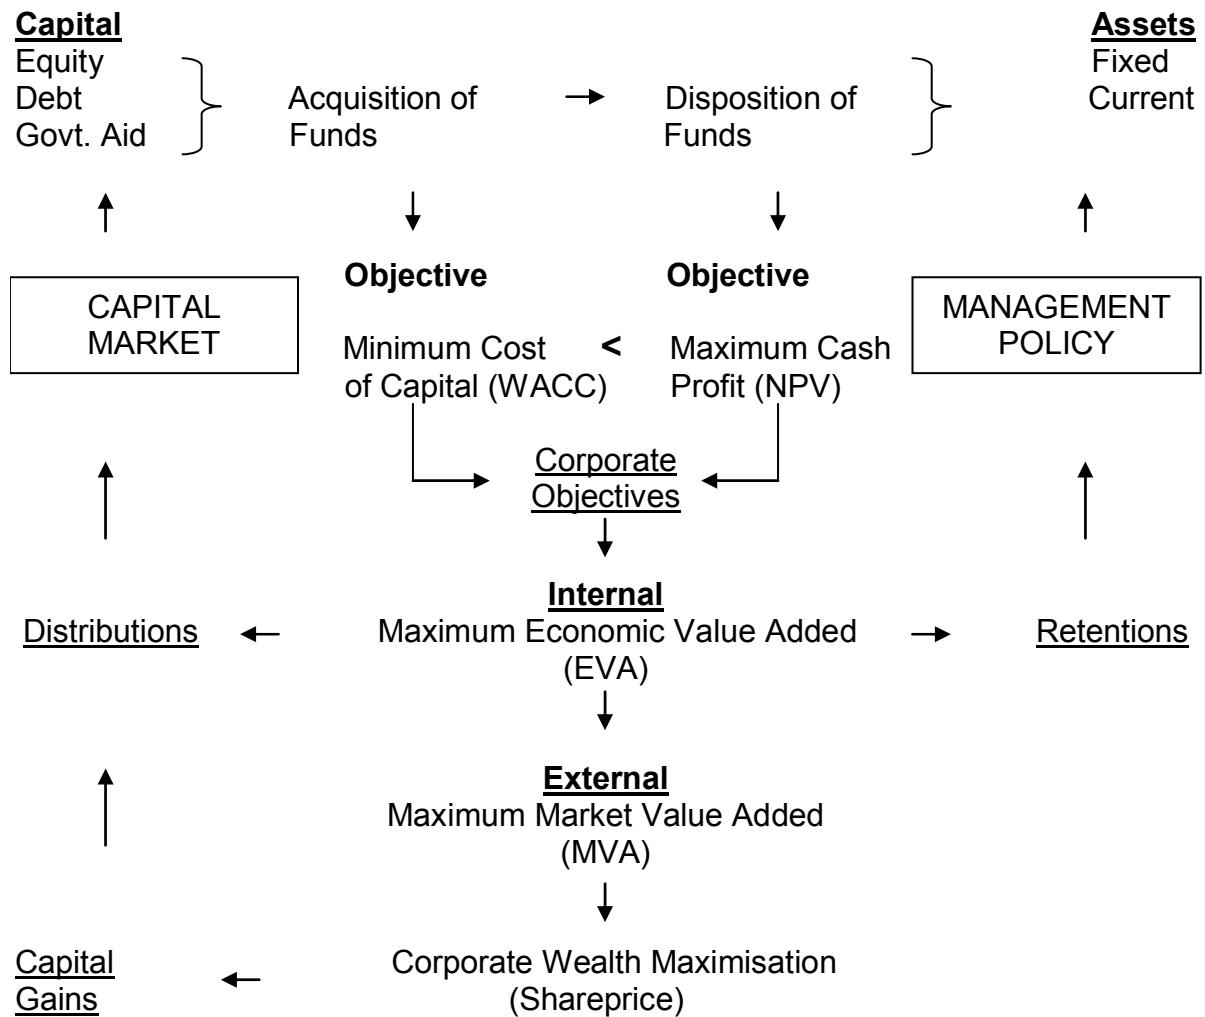 Capital
Equity
Debt
Govt. Aid
Acquisition of
Funds
Disposition of
Funds
Assets
Fixed
Current
CAPITAL
MARKET
Objective
Minimum Cost
of Capital (WACC)
<
Objective
Maximum Cash
Profit (NPV)
MANAGEMENT
POLICY
Corporate
Objectives
Distributions
Internal
Maximum Economic Value Added
(EVA)
Retentions
External
Maximum Market Value Added
(MVA)
Capital
Gains
Corporate Wealth Maximisation
(Shareprice)